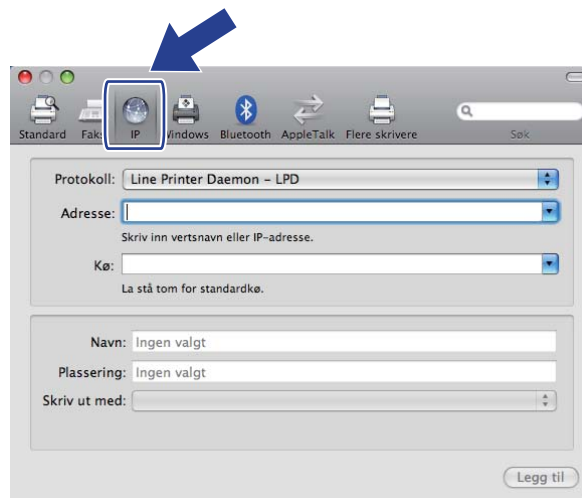 Standard Faks IP Windows Bluetooth AppleTalk Flere skrivere Søk
Protokoll: Line Printer Daemon – LPD
Adresse:
Skriv inn vertsnavn eller IP-adresse.
Kø:
La stå tom for standardkø.
Navn: Ingen valgt
Plassering: Ingen valgt
Skriv ut med:
Legg til